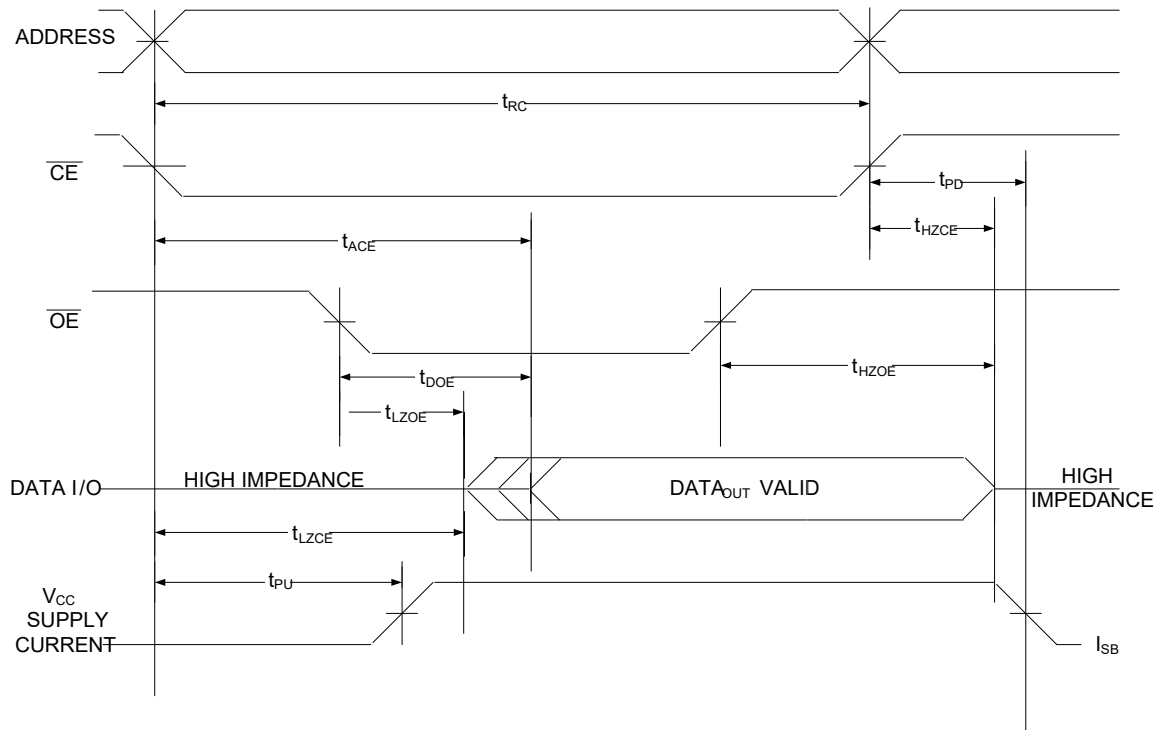 ADDRESS
tRC
CE
tPD
tHZCE
tACE
OE
tHZOE
tDOE
tLZOE
HIGH IMPEDANCE
DATA I/O
DATAOUT VALID
HIGH
IMPEDANCE
tLZCE
tPU
VCC
SUPPLY
CURRENT
ISB